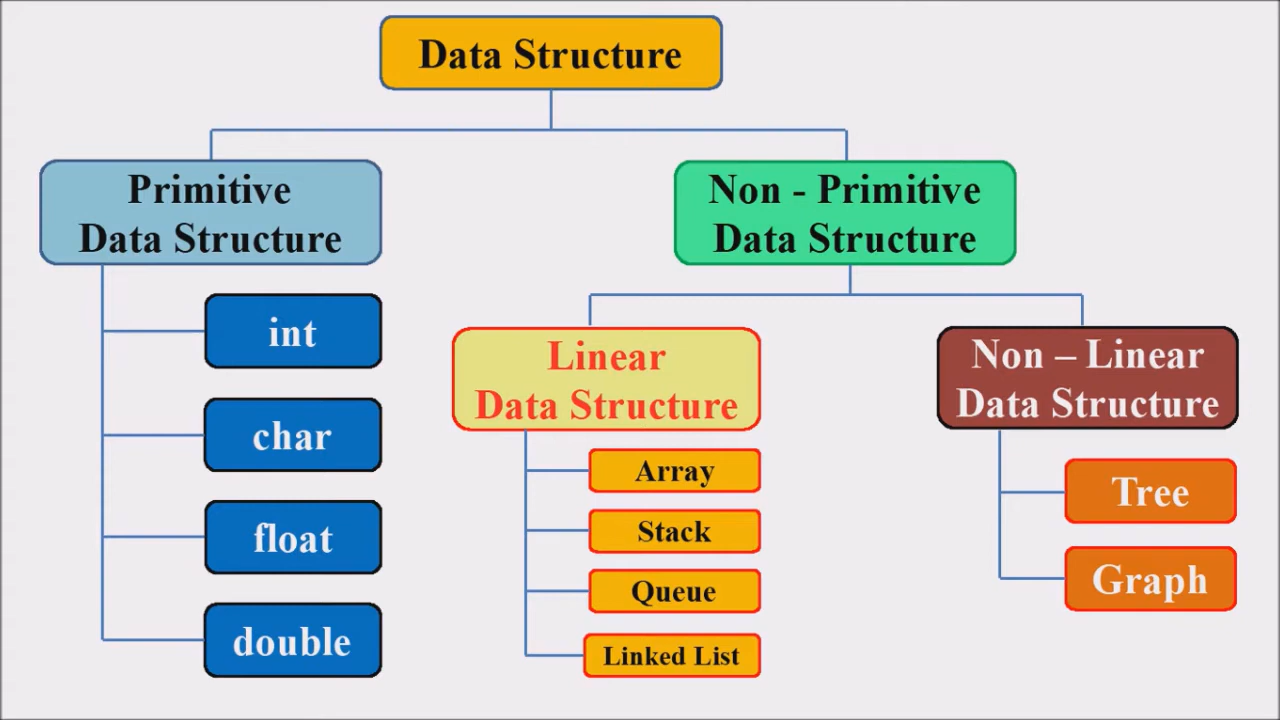 Data Structure
Primitive
Data Structure
Non - Primitive
Data Structure
int
char
float
double
Linear
Data Structure
Array
Stack
Queue
Linked List
Non – Linear
Data Structure
Tree
Graph